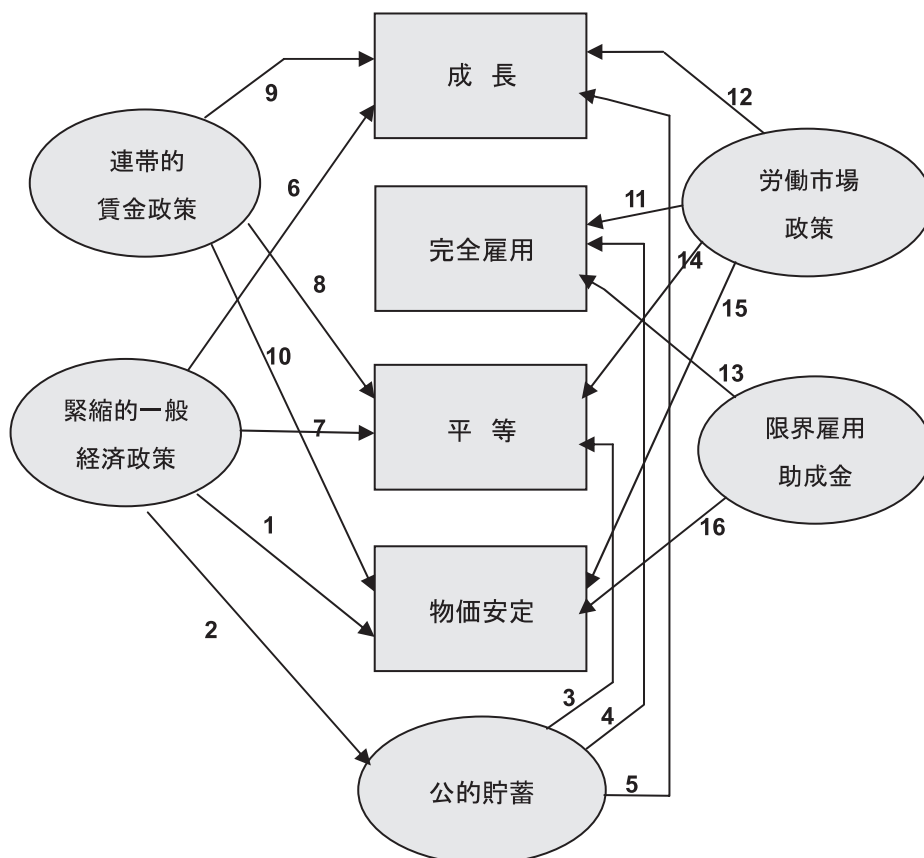 成 長
9
12
連帯的
賃金政策
6
11
労働市場
政策
完全雇用
8
14
15
10
13
緊縮的一般
経済政策
7
平 等
限界雇用
助成金
1
16
物価安定
2
3
4
公的貯蓄
5